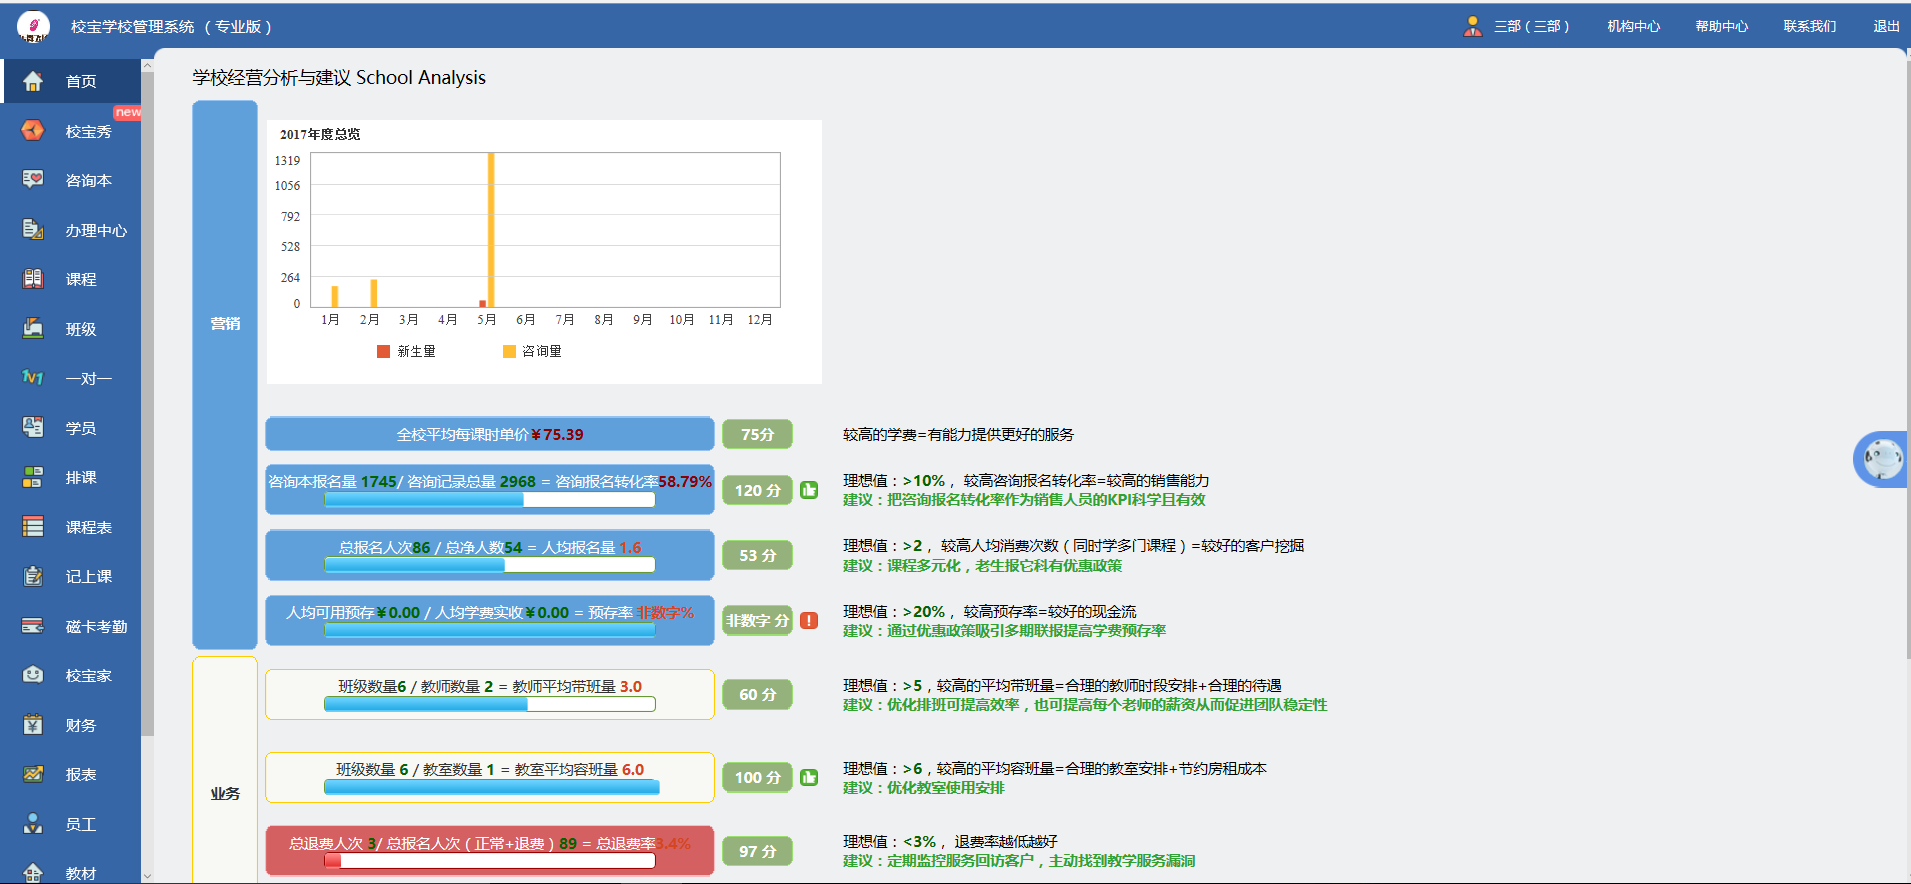 校宝学校管理系统 （专业版）
三部（三部） 机构中心 帮助中心 联系我们 退出
首页
new
校宝秀
咨询本
办理中心
课程
班级
一对一
学员
排课
课程表
记上课
磁卡考勤
校宝家
财务
报表
员工
教材
学校经营分析与建议 School Analysis
营销
2017年度总览
1319
1056
792
528
264
0
1月 2月 3月 4月 5月 6月 7月 8月 9月 10月 11月 12月
新生量 咨询量
全校平均每课时单价￥75.39 75分 较高的学费=有能力提供更好的服务
咨询本报名量 1745/ 咨询记录总量 2968 = 咨询报名转化率58.79% 120 分 理想值：>10%， 较高咨询报名转化率=较高的销售能力
建议：把咨询报名转化率作为销售人员的KPI科学且有效
总报名人次86 / 总净人数54 = 人均报名量 1.6 53 分 理想值：>2， 较高人均消费次数（同时学多门课程）=较好的客户挖掘
建议：课程多元化，老生报它科有优惠政策
人均可用预存￥0.00 / 人均学费实收￥0.00 = 预存率 非数字% 非数字 分 理想值：>20%， 较高预存率=较好的现金流
建议：通过优惠政策吸引多期联报提高学费预存率
业务
班级数量6 / 教师数量 2 = 教师平均带班量 3.0 60 分 理想值：>5，较高的平均带班量=合理的教师时段安排+合理的待遇
建议：优化排班可提高效率，也可提高每个老师的薪资从而促进团队稳定性
班级数量 6 / 教室数量 1 = 教室平均容班量 6.0 100 分 理想值：>6，较高的平均容班量=合理的教室安排+节约房租成本
建议：优化教室使用安排
总退费人次 3/ 总报名人次（正常+退费）89 = 总退费率3.4% 97 分 理想值：<3%， 退费率越低越好
建议：定期监控服务回访客户，主动找到教学服务漏洞